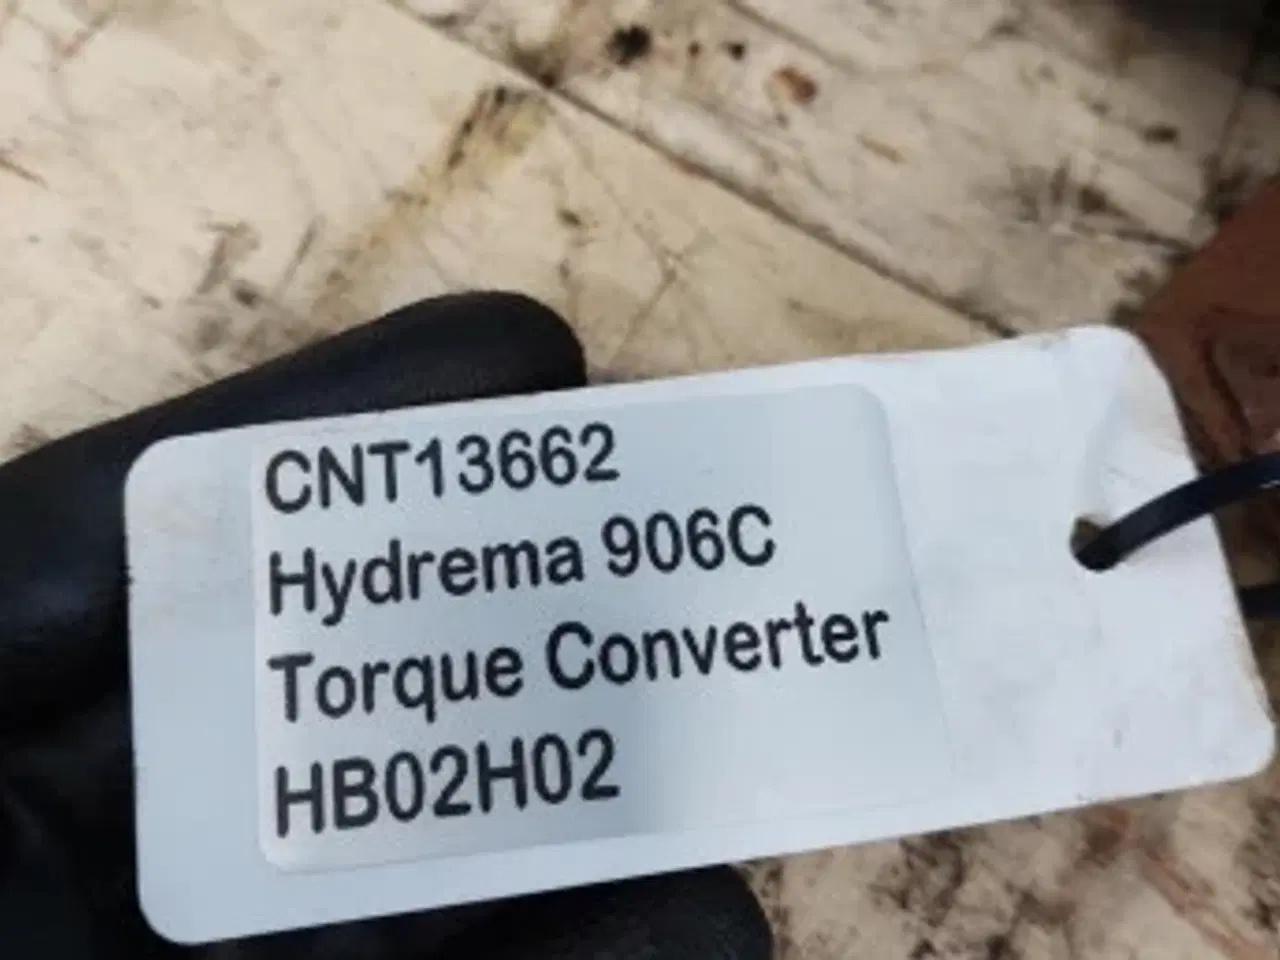 CNT13662
Hydrema 906C
Torque Converter
HB02H02